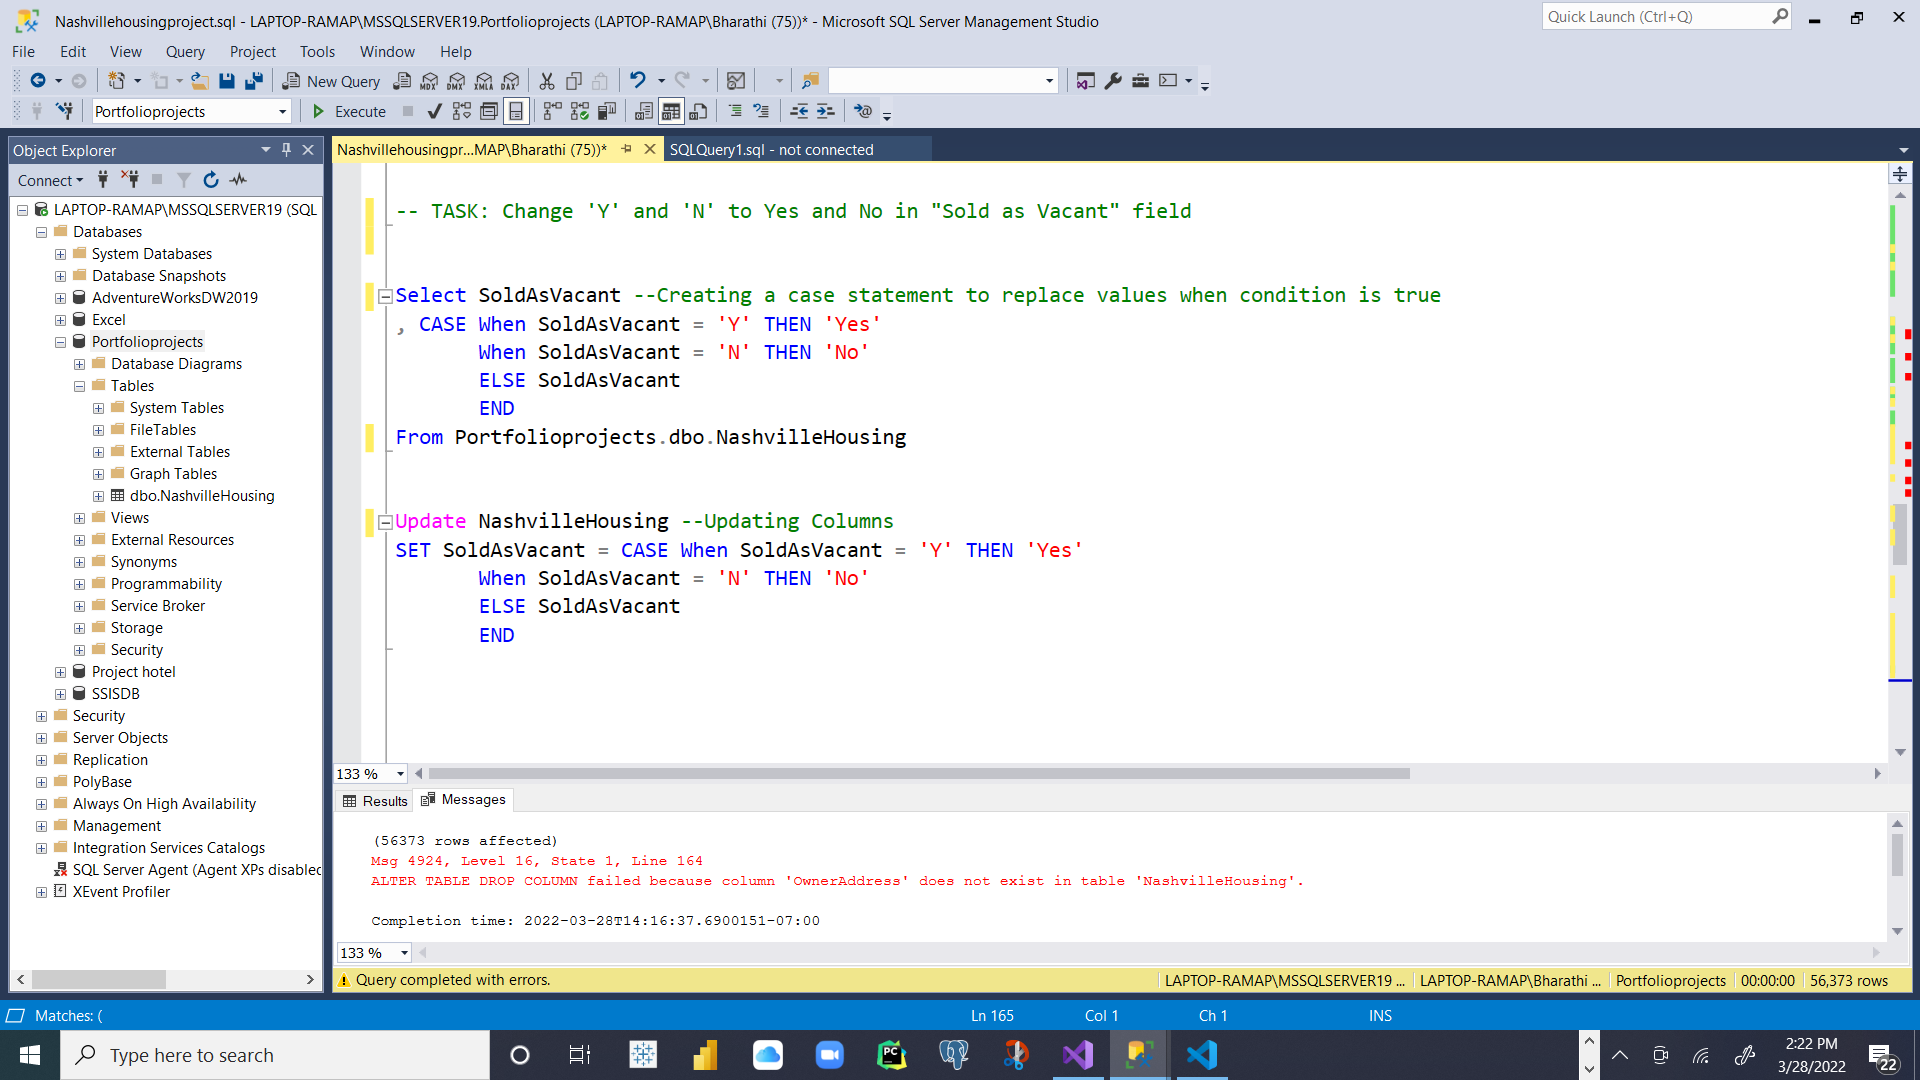 Nashvillehousingproject.sql - LAPTOP-RAMAP\MSSQLSERVER19.Portfolioprojects (LAPTOP-RAMAP\Bharathi (75))* - Microsoft SQL Server Management Studio
Quick Launch (Ctrl+Q)
File Edit View Query Project Tools Window Help
New Query
MDX DMX XMLA DAX
Portfolioprojects
Execute
Object Explorer
Connect
LAPTOP-RAMAP\MSSQLSERVER19 (SQL
Databases
System Databases
Database Snapshots
AdventureWorksDW2019
Excel
Portfolioprojects
Database Diagrams
Tables
System Tables
FileTables
External Tables
Graph Tables
dbo.NashvilleHousing
Views
External Resources
Synonyms
Programmability
Service Broker
Storage
Security
Project hotel
SSISDB
Security
Server Objects
Replication
PolyBase
Always On High Availability
Management
Integration Services Catalogs
SQL Server Agent (Agent XPs disabled
XEvent Profiler
Nashvillehousingpr...MAP\Bharathi (75))*
SQLQuery1.sql - not connected
-- TASK: Change 'Y' and 'N' to Yes and No in "Sold as Vacant" field
Select SoldAsVacant --Creating a case statement to replace values when condition is true
, CASE When SoldAsVacant = 'Y' THEN 'Yes'
When SoldAsVacant = 'N' THEN 'No'
ELSE SoldAsVacant
END
From Portfolioprojects.dbo.NashvilleHousing
Update NashvilleHousing --Updating Columns
SET SoldAsVacant = CASE When SoldAsVacant = 'Y' THEN 'Yes'
When SoldAsVacant = 'N' THEN 'No'
ELSE SoldAsVacant
END
133 %
Results Messages
(56373 rows affected)
Msg 4924, Level 16, State 1, Line 164
ALTER TABLE DROP COLUMN failed because column 'OwnerAddress' does not exist in table 'NashvilleHousing'.
Completion time: 2022-03-28T14:16:37.6900151-07:00
133 %
Query completed with errors.
LAPTOP-RAMAP\MSSQLSERVER19 ... LAPTOP-RAMAP\Bharathi ... Portfolioprojects 00:00:00 56,373 rows
Matches: (
Ln 165 Col 1 Ch 1 INS
Type here to search
PC
2:22 PM
3/28/2022
22